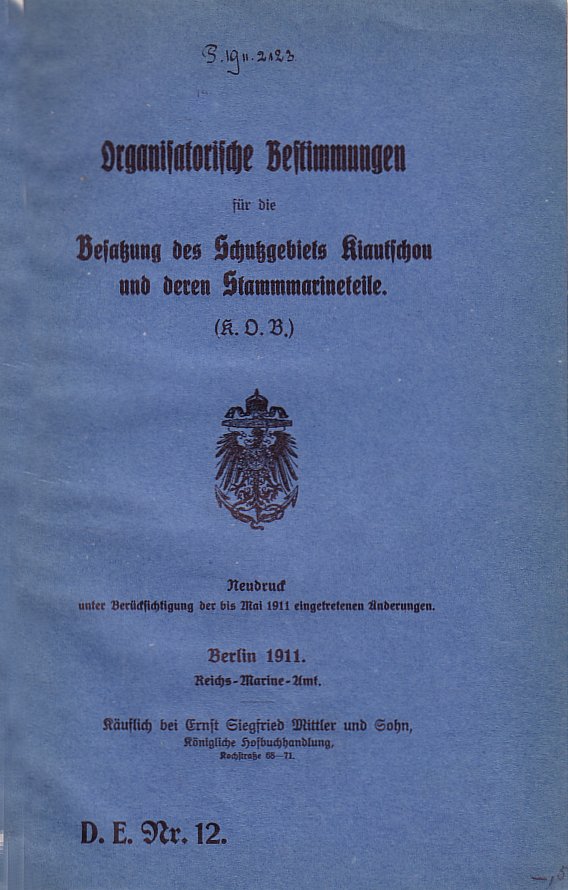 P. 1911. 2123
Organisatorische Bestimmungen
für die
Besatzung des Schutzgebiets Kiautschou
und deren Stammmarineteile.
(K. O. B.)
Neudruck
unter Berücksichtigung der bis Mai 1911 eingetretenen Änderungen.
Berlin 1911.
Reichs-Marine-Amt.
Käuflich bei Ernst Siegfried Mittler und Sohn,
Königliche Hofbuchhandlung,
Kochstraße 68—71.
D. E. Nr. 12.